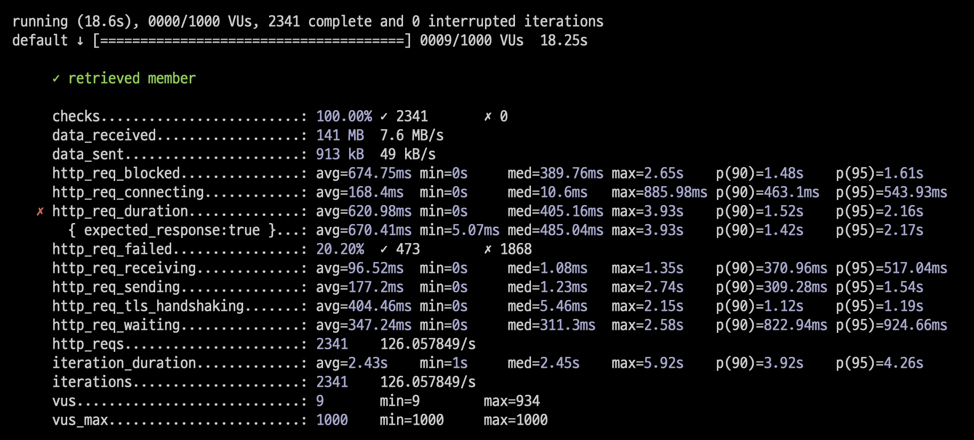 running (18.6s), 0000/1000 VUs, 2341 complete and 0 interrupted iterations
default ↓ [======================================] 0009/1000 VUs  18.25s

     ✓ retrieved member

     checks.........................: 100.00% ✓ 2341       ✗ 0
     data_received..................: 141 MB  7.6 MB/s
     data_sent......................: 913 kB  49 kB/s
     http_req_blocked...............: avg=674.75ms min=0s     med=389.76ms max=2.65s    p(90)=1.48s    p(95)=1.61s
     http_req_connecting............: avg=168.4ms  min=0s     med=10.6ms   max=885.98ms p(90)=463.1ms  p(95)=543.93ms
   ✗ http_req_duration..............: avg=620.98ms min=0s     med=405.16ms max=3.93s    p(90)=1.52s    p(95)=2.16s
       { expected_response:true }...: avg=670.41ms min=5.07ms med=485.04ms max=3.93s    p(90)=1.42s    p(95)=2.17s
     http_req_failed................: 20.20%  ✓ 473        ✗ 1868
     http_req_receiving.............: avg=96.52ms  min=0s     med=1.08ms   max=1.35s    p(90)=370.96ms p(95)=517.04ms
     http_req_sending...............: avg=177.2ms  min=0s     med=1.23ms   max=2.74s    p(90)=309.28ms p(95)=1.54s
     http_req_tls_handshaking.......: avg=404.46ms min=0s     med=5.46ms   max=2.15s    p(90)=1.12s    p(95)=1.19s
     http_req_waiting...............: avg=347.24ms min=0s     med=311.3ms  max=2.58s    p(90)=822.94ms p(95)=924.66ms
     http_reqs......................: 2341    126.057849/s
     iteration_duration.............: avg=2.43s    min=1s     med=2.45s    max=5.92s    p(90)=3.92s    p(95)=4.26s
     iterations.....................: 2341    126.057849/s
     vus............................: 9       min=9        max=934
     vus_max........................: 1000    min=1000     max=1000